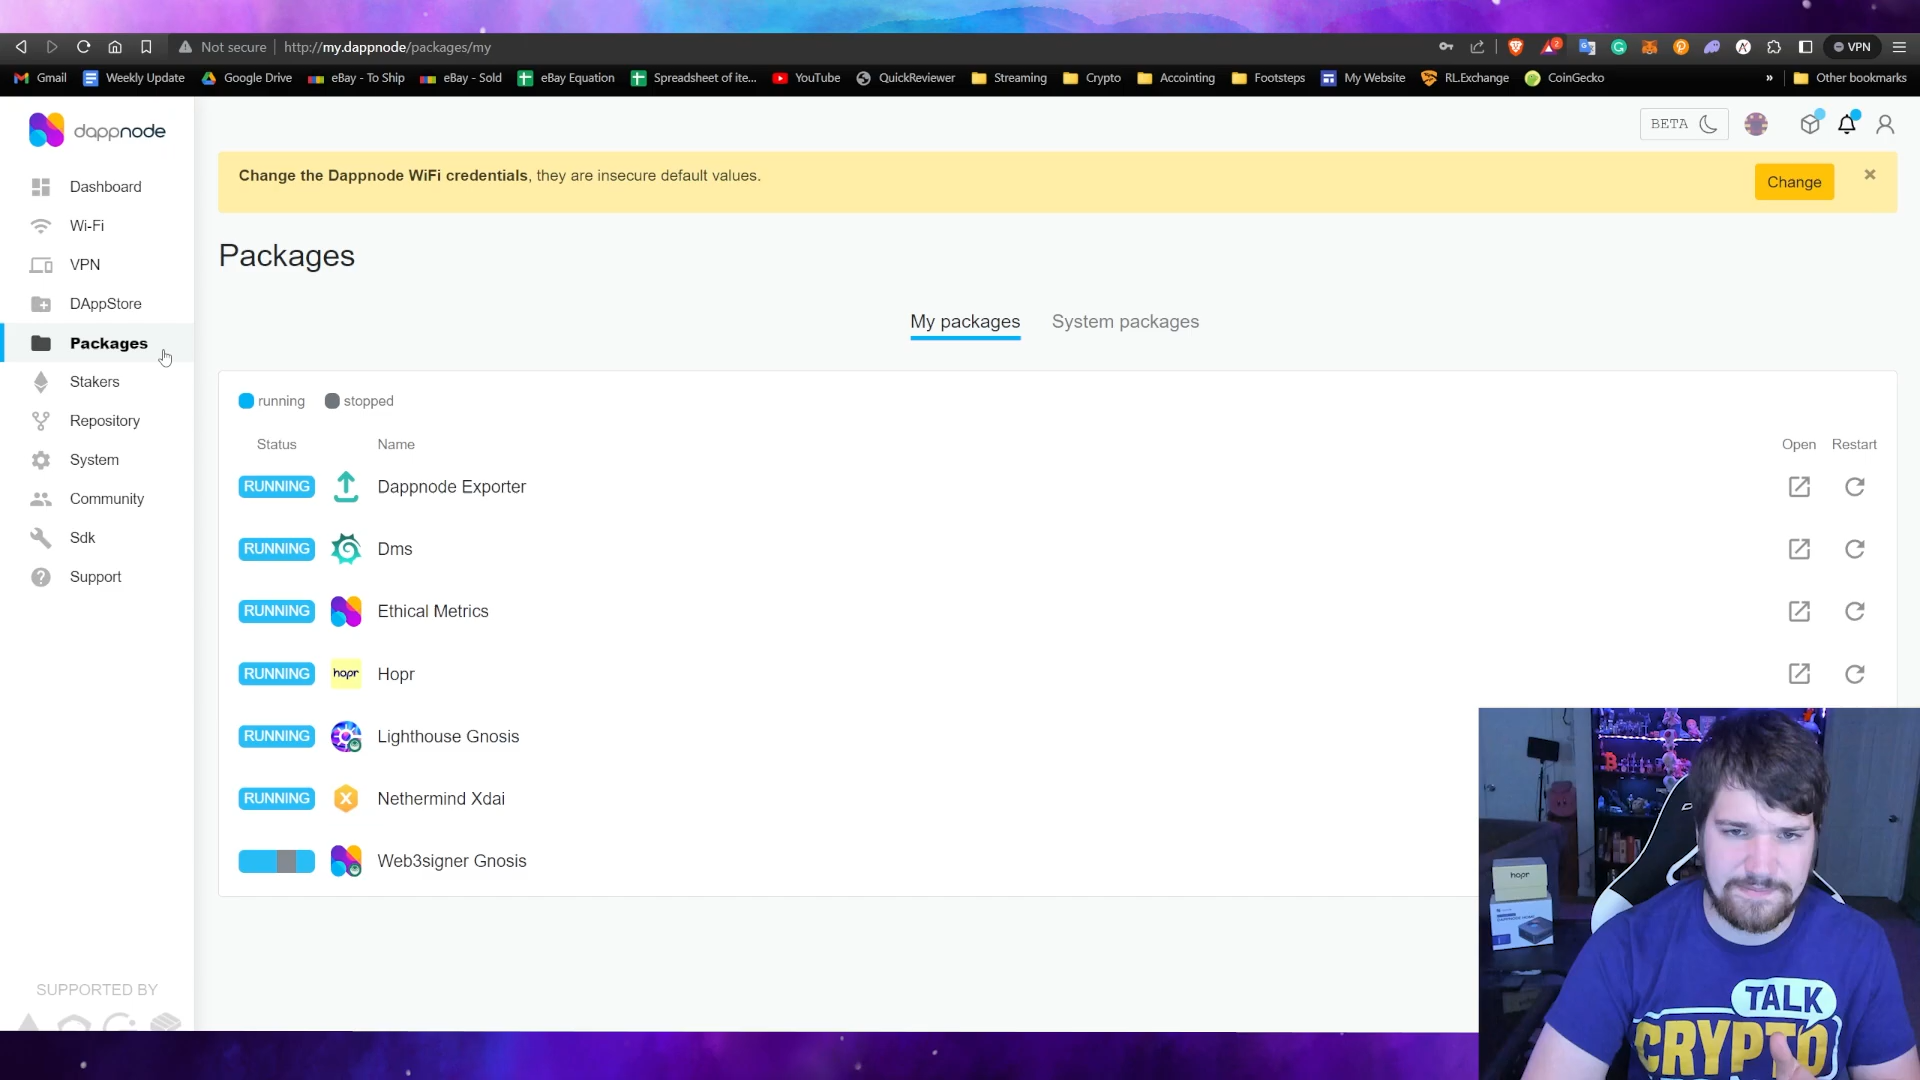 Not secure | http://my.dappnode/packages/my
VPN
Gmail Weekly Update Google Drive eBay - To Ship eBay - Sold eBay Equation Spreadsheet of ite... YouTube QuickReviewer Streaming Crypto Accointing Footsteps My Website RL.Exchange CoinGecko » Other bookmarks
dappnode
BETA
Dashboard
Wi-Fi
VPN
DAppStore
Packages
Stakers
Repository
System
Community
Sdk
Support
SUPPORTED BY
Change the Dappnode WiFi credentials, they are insecure default values.
Change
Packages
My packages System packages
running stopped
Status Name Open Restart
RUNNING Dappnode Exporter
RUNNING Dms
RUNNING Ethical Metrics
RUNNING hopr Hopr
RUNNING Lighthouse Gnosis
RUNNING Nethermind Xdai
Web3signer Gnosis
hopr
TALK
CRYPTO